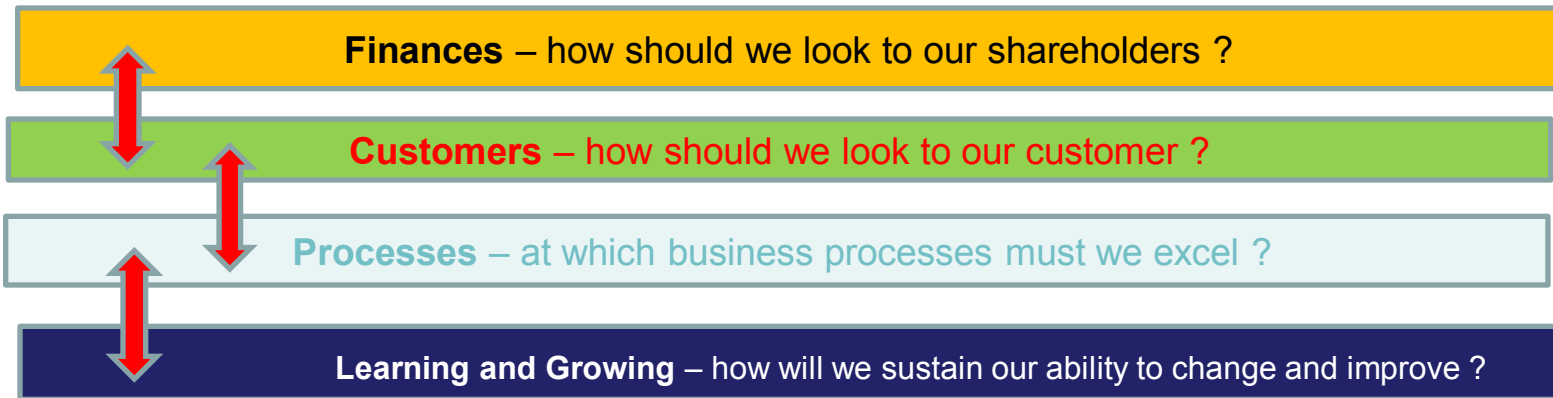 Finances – how should we look to our shareholders ?
Customers – how should we look to our customer ?
Processes – at which business processes must we excel ?
Learning and Growing – how will we sustain our ability to change and improve ?